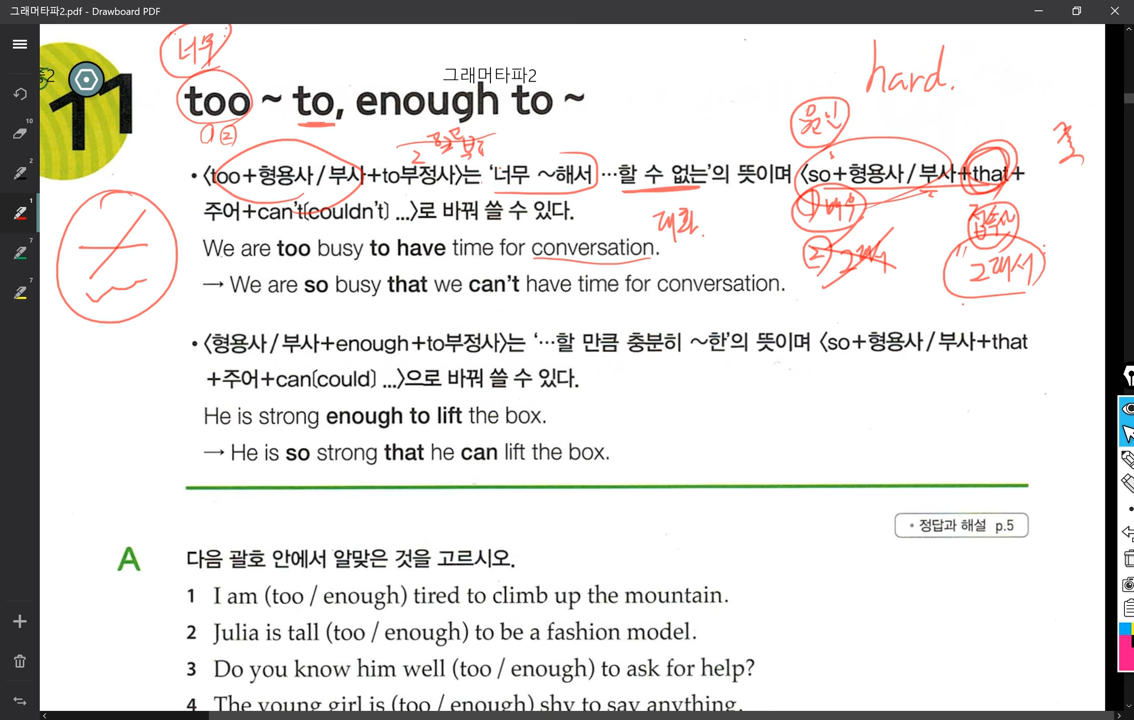 그래머타파2.pdf - Drawboard PDF
너무
그래머타파2
hard.
11
too ~ to, enough to ~
원인
① ②
• 〈too+형용사/부사+to부정사〉는 '너무 ~해서 …할 수 없는'의 뜻이며 〈so+형용사/부사+that+
주어+can't(couldn't) ...〉로 바꿔 쓸 수 있다.
① 매우
접속사
대화.
We are too busy to have time for conversation.
② 그래서
"그래서"
→ We are so busy that we can't have time for conversation.
• 〈형용사/부사+enough+to부정사〉는 '…할 만큼 충분히 ~한'의 뜻이며 〈so+형용사/부사+that
+주어+can(could) ...〉으로 바꿔 쓸 수 있다.
He is strong enough to lift the box.
→ He is so strong that he can lift the box.
• 정답과 해설 p.5
A 다음 괄호 안에서 알맞은 것을 고르시오.
1 I am (too / enough) tired to climb up the mountain.
2 Julia is tall (too / enough) to be a fashion model.
3 Do you know him well (too / enough) to ask for help?
4 The young girl is (too / enough) shy to say anything.